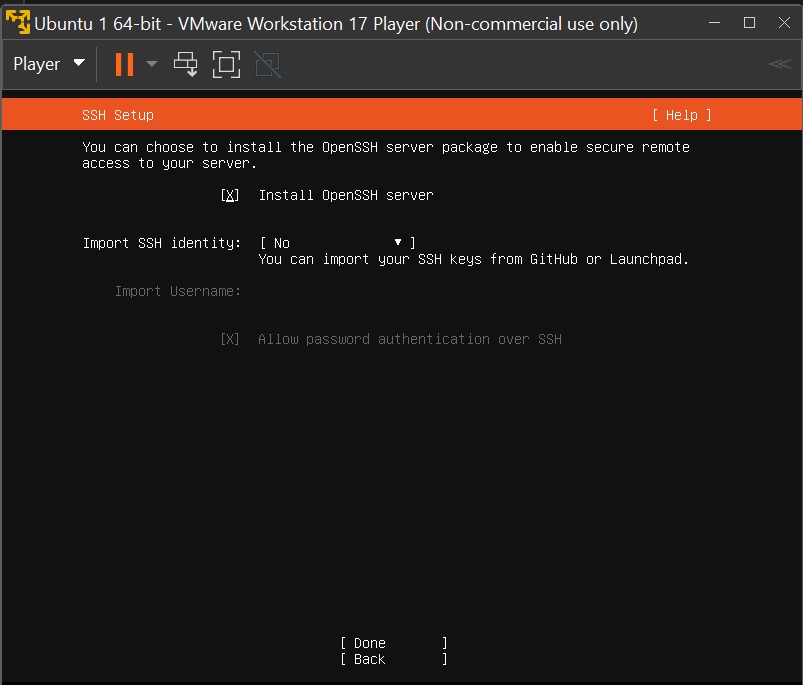 Ubuntu 1 64-bit - VMware Workstation 17 Player (Non-commercial use only)
Player
SSH Setup [ Help ]
You can choose to install the OpenSSH server package to enable secure remote
access to your server.
[X] Install OpenSSH server
Import SSH identity: [ No ▾ ]
You can import your SSH keys from GitHub or Launchpad.
Import Username:
[X] Allow password authentication over SSH
[ Done ]
[ Back ]